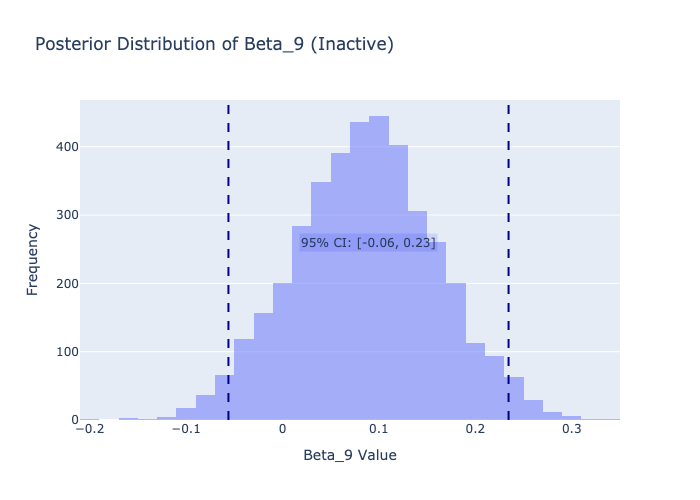 Posterior Distribution of Beta_9 (Inactive)
Frequency
400
300
200
100
0
95% CI: [-0.06, 0.23]
−0.2 −0.1 0 0.1 0.2 0.3
Beta_9 Value